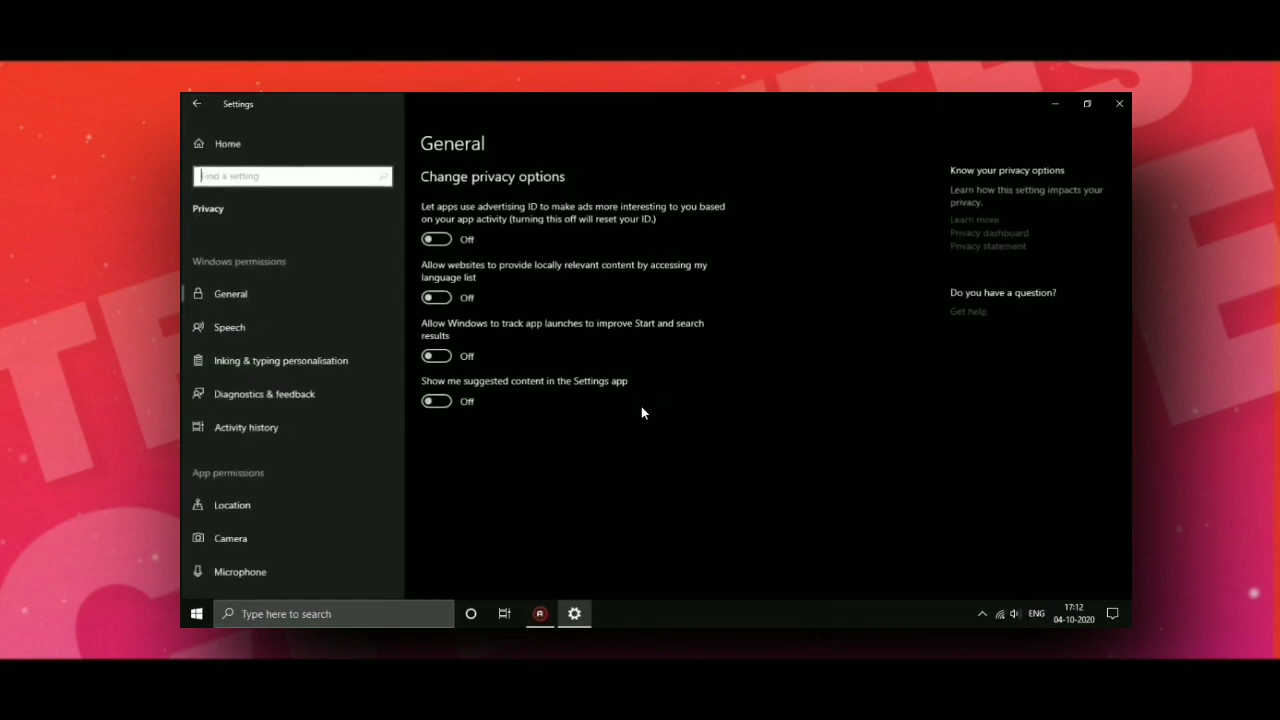 Settings
Home
Find a setting
Privacy
Windows permissions
General
Speech
Inking & typing personalisation
Diagnostics & feedback
Activity history
App permissions
Location
Camera
Microphone
General
Change privacy options
Let apps use advertising ID to make ads more interesting to you based
on your app activity (turning this off will reset your ID.)
Off
Allow websites to provide locally relevant content by accessing my
language list
Off
Allow Windows to track app launches to improve Start and search
results
Off
Show me suggested content in the Settings app
Off
Know your privacy options
Learn how this setting impacts your
privacy.
Learn more
Privacy dashboard
Privacy statement
Do you have a question?
Get help
Type here to search
ENG
17:12
04-10-2020